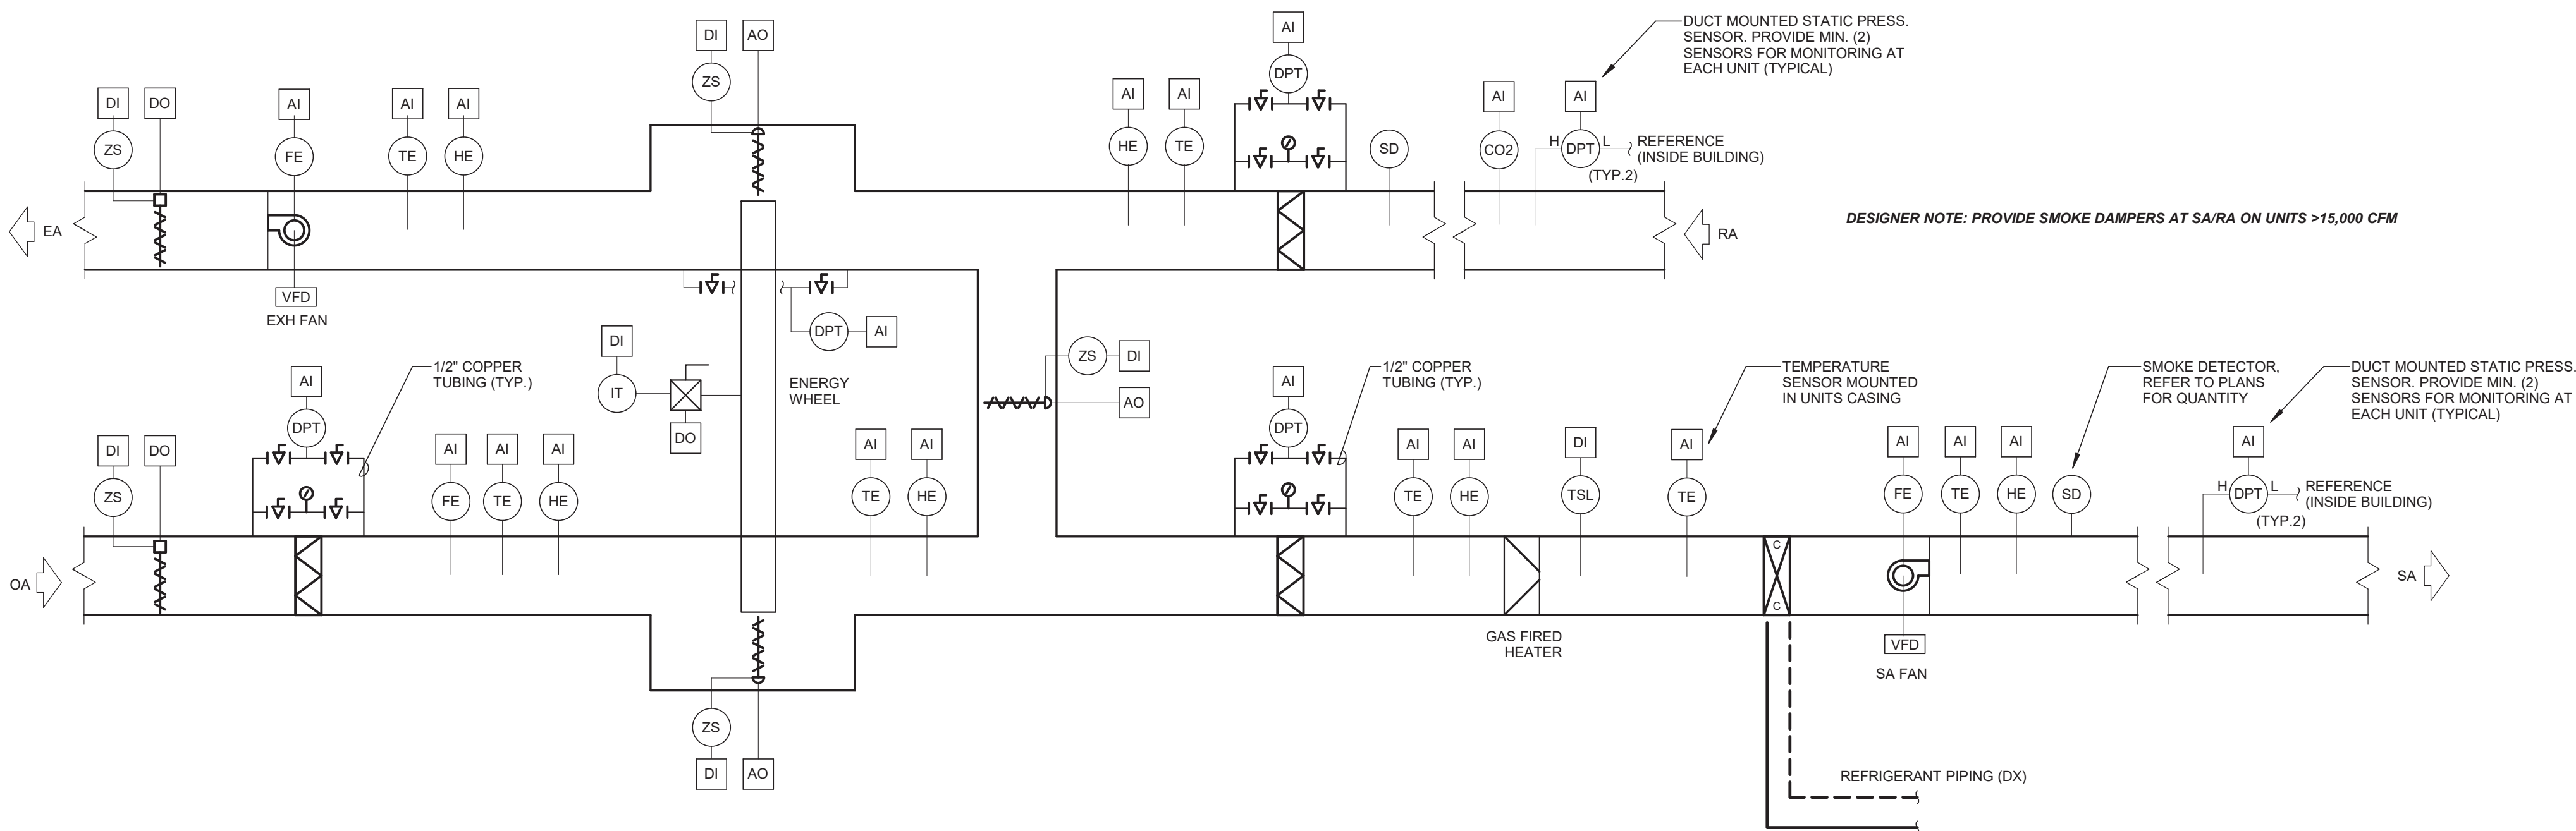 DI
AO
ZS
AI
DPT
DUCT MOUNTED STATIC PRESS.
SENSOR. PROVIDE MIN. (2)
SENSORS FOR MONITORING AT
EACH UNIT (TYPICAL)
DI
DO
AI
AI
AI
ZS
FE
TE
HE
AI
AI
HE
TE
SD
AI
AI
CO2
H
DPT
L
REFERENCE
(INSIDE BUILDING)
(TYP.2)
EA
RA
DESIGNER NOTE: PROVIDE SMOKE DAMPERS AT SA/RA ON UNITS >15,000 CFM
VFD
EXH FAN
DPT
AI
DI
IT
DO
ENERGY
WHEEL
ZS
DI
AO
1/2" COPPER
TUBING (TYP.)
AI
DPT
1/2" COPPER
TUBING (TYP.)
AI
DPT
TEMPERATURE
SENSOR MOUNTED
IN UNITS CASING
SMOKE DETECTOR,
REFER TO PLANS
FOR QUANTITY
DUCT MOUNTED STATIC PRESS.
SENSOR. PROVIDE MIN. (2)
SENSORS FOR MONITORING AT
EACH UNIT (TYPICAL)
DI
DO
ZS
AI
AI
AI
FE
TE
HE
AI
AI
TE
HE
AI
AI
DI
AI
TE
HE
TSL
TE
AI
AI
AI
FE
TE
HE
SD
AI
H
DPT
L
REFERENCE
(INSIDE BUILDING)
(TYP.2)
OA
C
C
SA
GAS FIRED
HEATER
VFD
SA FAN
ZS
DI
AO
REFRIGERANT PIPING (DX)